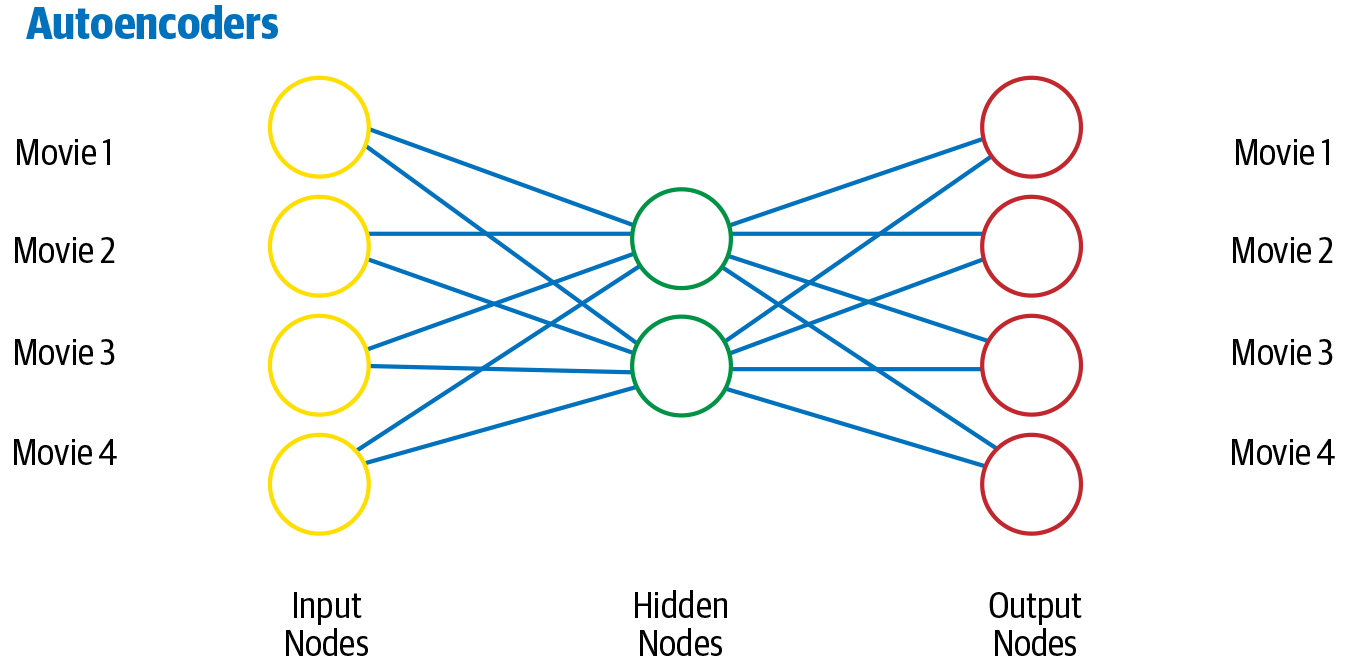 Autoencoders
Movie 1
Movie 1
Movie 2
Movie 2
Movie 3
Movie 3
Movie 4
Movie 4
Input
Nodes
Hidden
Nodes
Output
Nodes